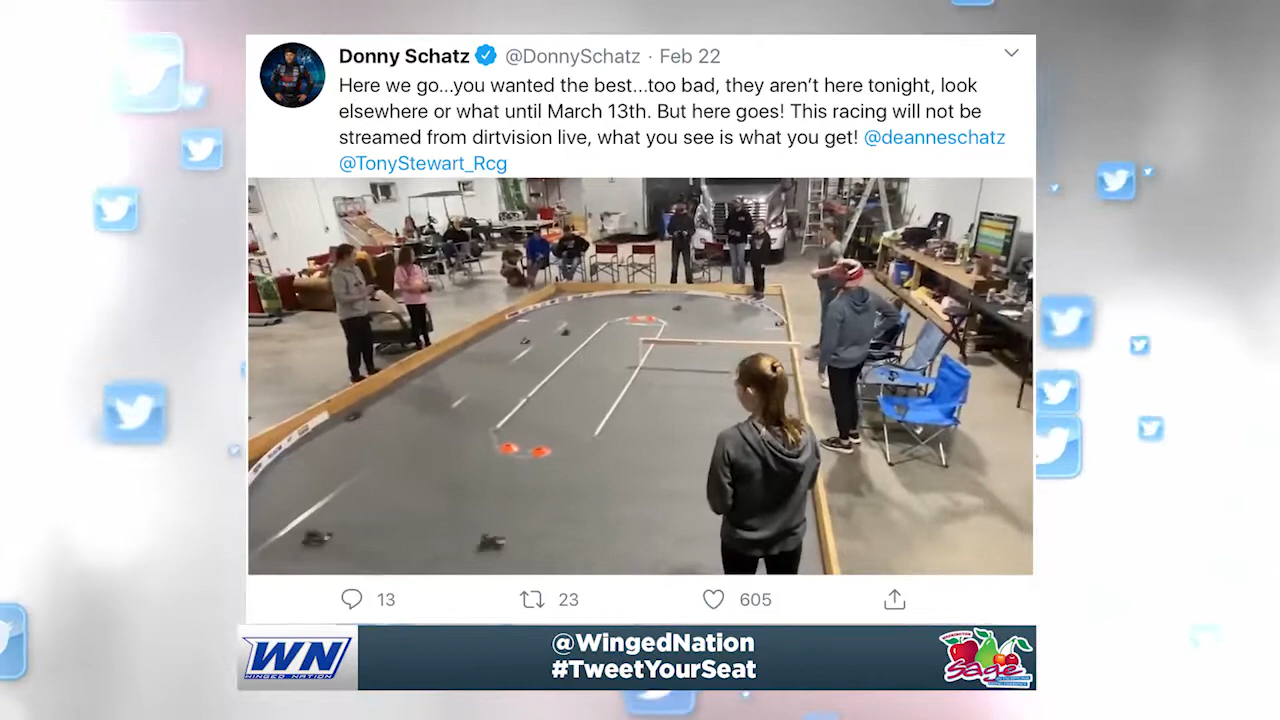 Donny Schatz @DonnySchatz · Feb 22
Here we go...you wanted the best...too bad, they aren't here tonight, look
elsewhere or what until March 13th. But here goes! This racing will not be
streamed from dirtvision live, what you see is what you get! @deanneschatz
@TonyStewart_Rcg
13 23 605
WN
WINGED NATION
@WingedNation
#TweetYourSeat
Sage